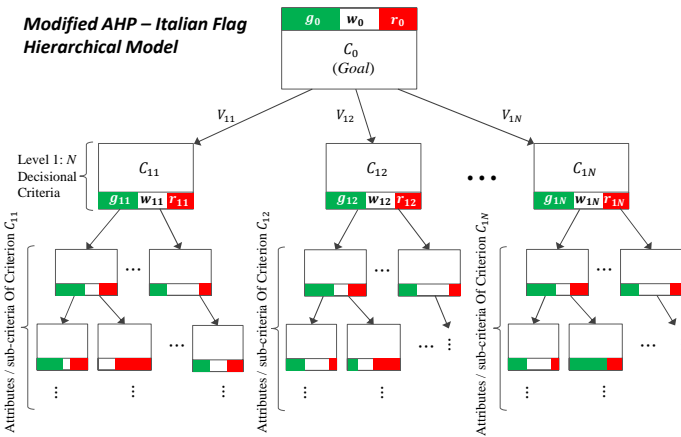 Modified AHP – Italian Flag
Hierarchical Model
g₀ w₀ r₀
C₀
(Goal)
V₁₁ V₁₂ V₁N
Level 1: N
Decisional
Criteria
C₁₁ C₁₂ ... C₁N
g₁₁ w₁₁ r₁₁ g₁₂ w₁₂ r₁₂ g₁N w₁N r₁N
Attributes / sub-criteria Of Criterion C₁₁
Attributes / sub-criteria Of Criterion C₁₂
Attributes / sub-criteria Of Criterion C₁N
... ... ...
... ... ⋮ ...
⋮ ⋮ ⋮ ⋮ ⋮ ⋮